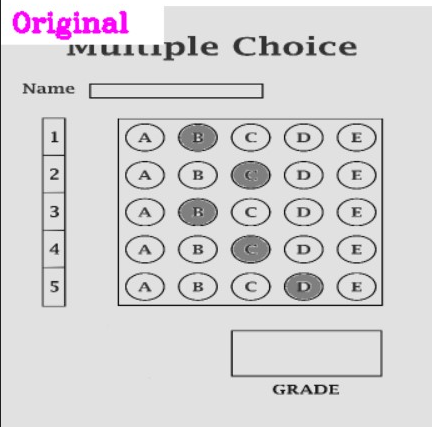 Original
Multiple Choice
Name
1 A B C D E
2 A B C D E
3 A B C D E
4 A B C D E
5 A B C D E
GRADE